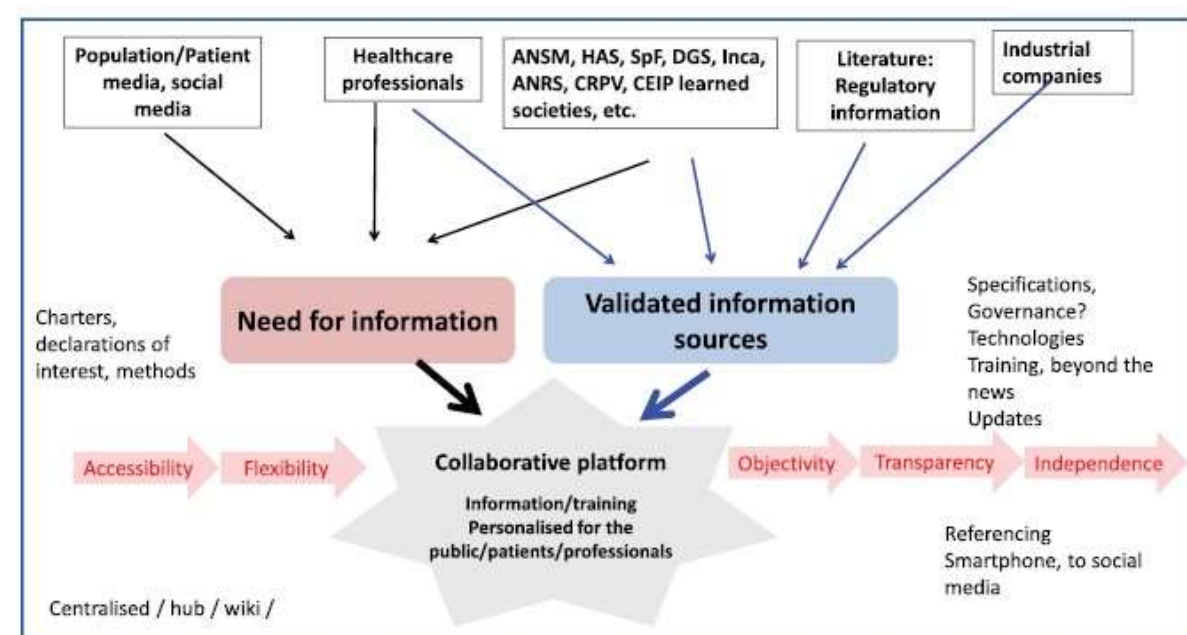 Population/Patient
media, social
media
Healthcare
professionals
ANSM, HAS, SpF, DGS, Inca,
ANRS, CRPV, CEIP learned
societies, etc.
Literature:
Regulatory
information
Industrial
companies
Need for information
Validated information
sources
Charters,
declarations of
interest, methods
Specifications,
Governance?
Technologies
Training, beyond the
news
Updates
Accessibility
Flexibility
Collaborative platform
Information/training
Personalised for the
public/patients/professionals
Objectivity
Transparency
Independence
Referencing
Smartphone, to social
media
Centralised / hub / wiki /